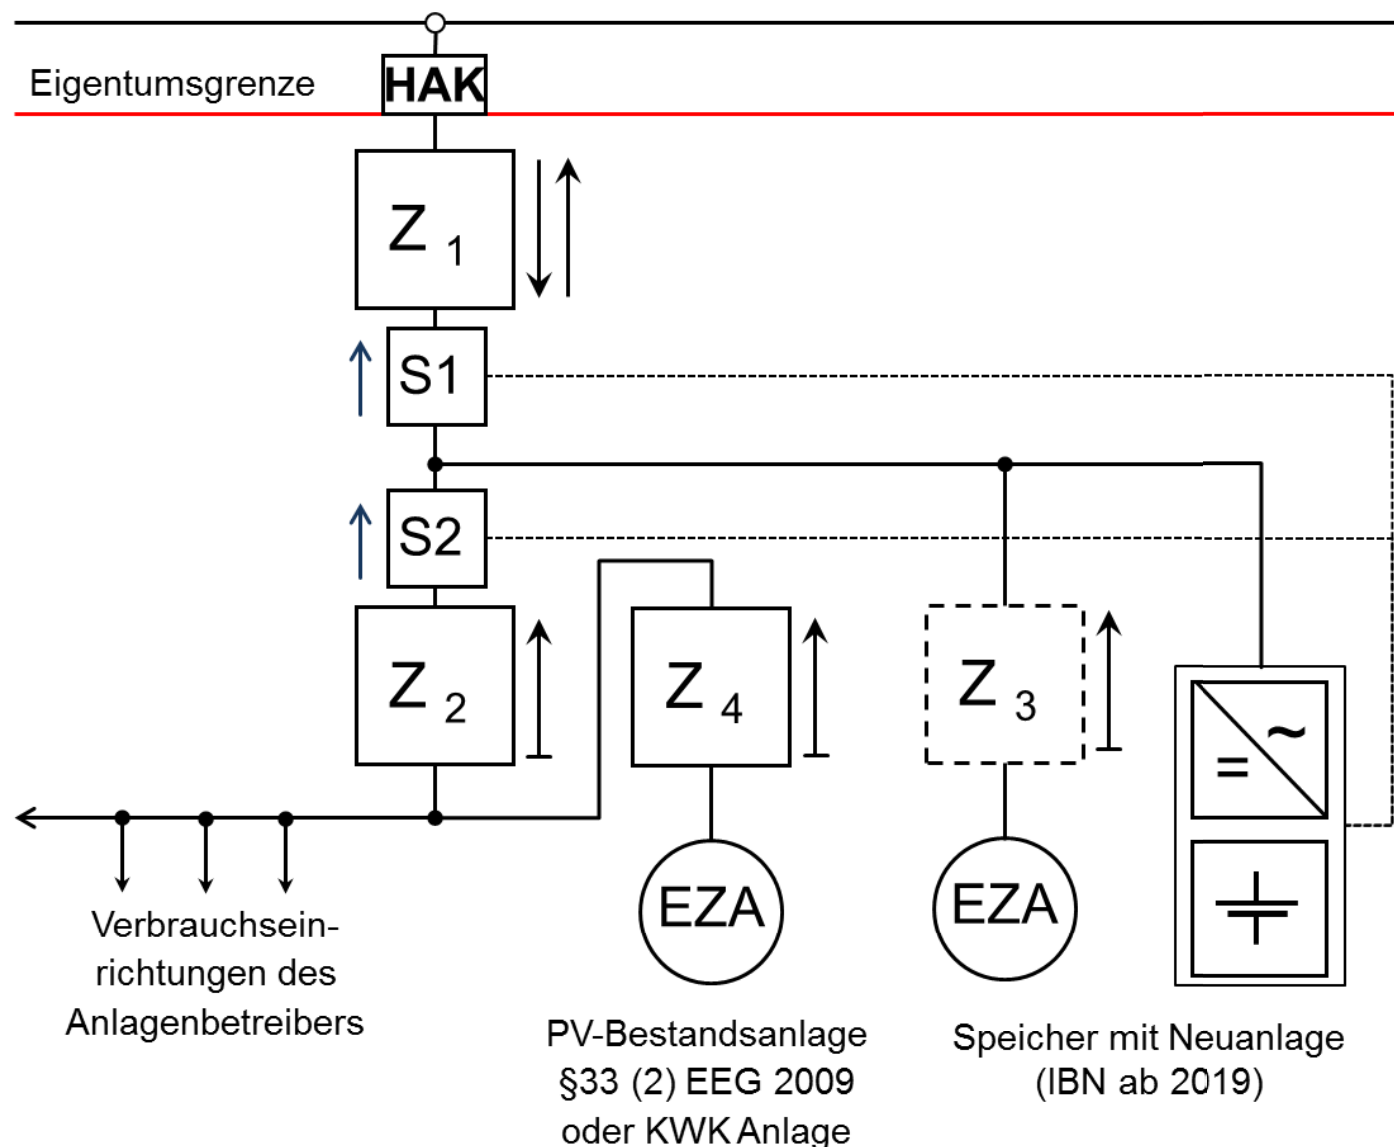 Eigentumsgrenze
HAK
Z 1
S1
S2
Z 2
Z 4
Z 3
= ~
EZA
EZA
Verbrauchsein-
richtungen des
Anlagenbetreibers
PV-Bestandsanlage
§33 (2) EEG 2009
oder KWK Anlage
Speicher mit Neuanlage
(IBN ab 2019)